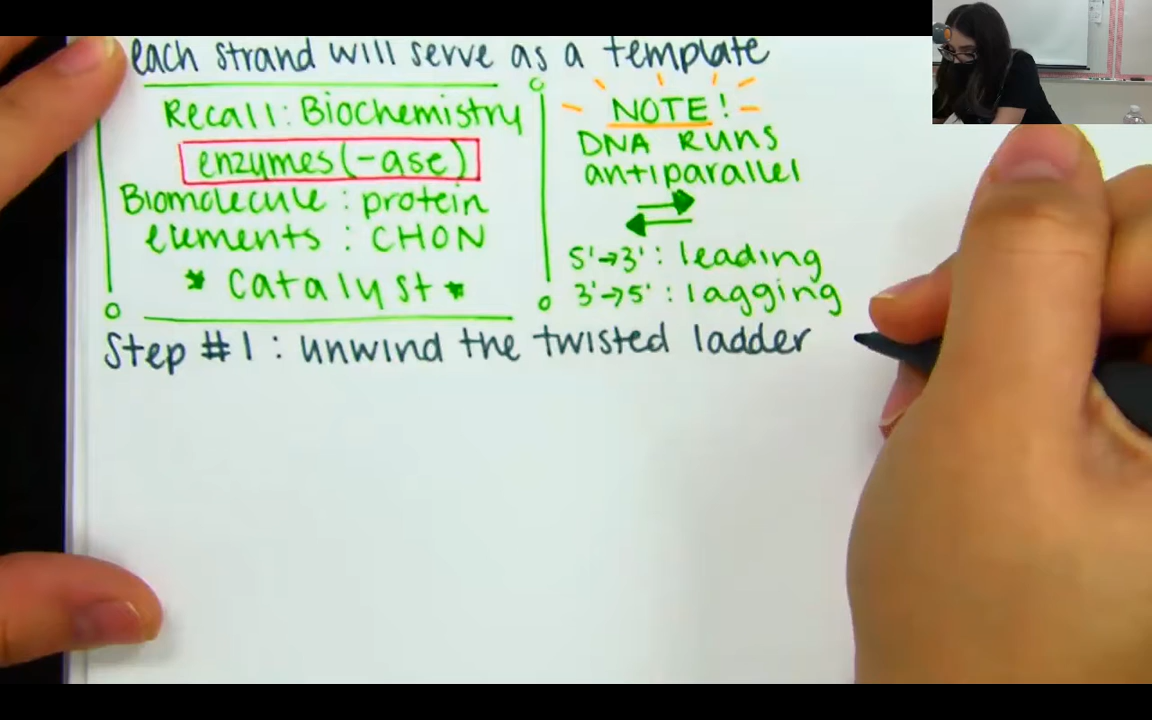 each strand will serve as a template
Recall: Biochemistry
enzymes (-ase)
Biomolecule : protein
elements : CHON
* catalyst *
NOTE!
DNA RUNS
antiparallel
5'→3' : leading
3'→5' : lagging
Step #1 : unwind the twisted ladder